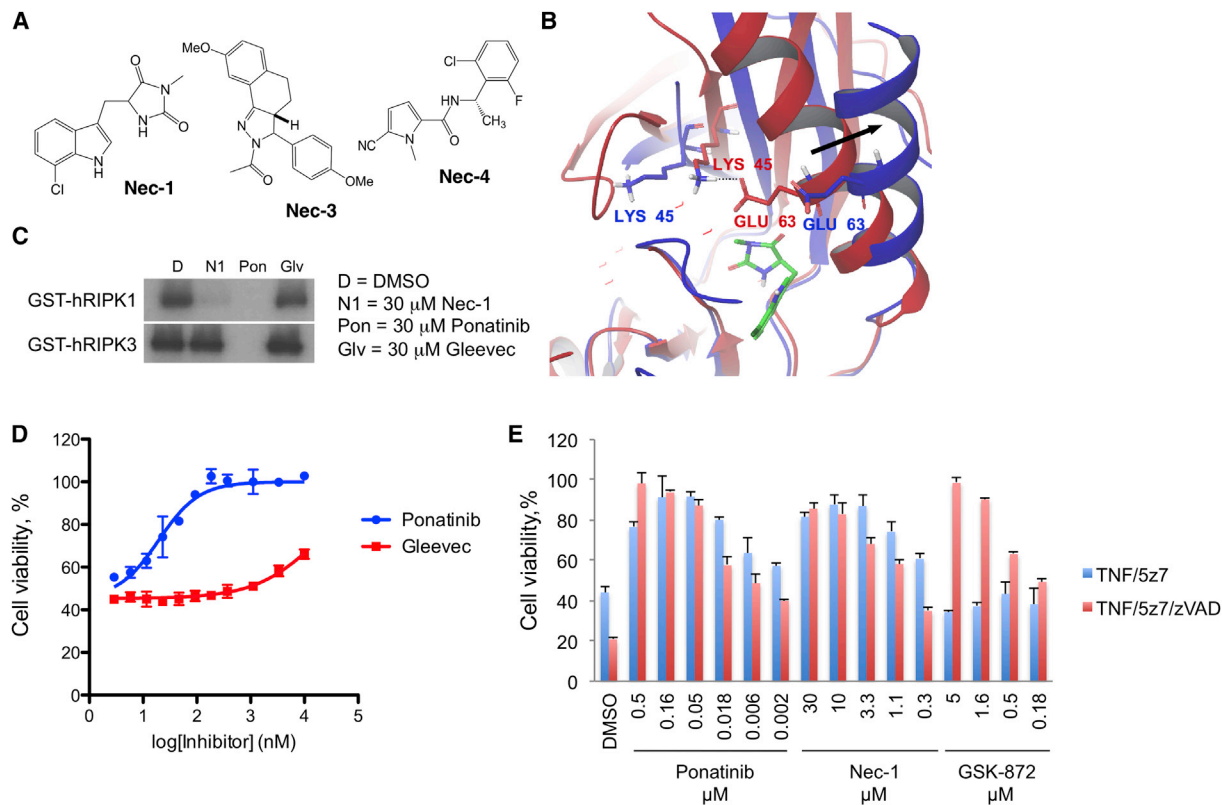 A
MeO
O
N
O
N
H
N
H
Cl
Nec-1
H
N
N
O
OMe
Nec-3
Cl
F
H
N
CH3
O
N
NC
Nec-4
B
LYS 45
LYS 45
GLU 63
GLU 63
C
D N1 Pon Glv
GST-hRIPK1
GST-hRIPK3
D = DMSO
N1 = 30 μM Nec-1
Pon = 30 μM Ponatinib
Glv = 30 μM Gleevec
D
Cell viability, %
120
100
80
60
40
20
0
0 1 2 3 4 5
log[Inhibitor] (nM)
Ponatinib
Gleevec
E
Cell viability,%
120
100
80
60
40
20
0
DMSO 0.5 0.16 0.05 0.018 0.006 0.002 30 10 3.3 1.1 0.3 5 1.6 0.5 0.18
Ponatinib Nec-1 GSK-872
μM μM μM
TNF/5z7
TNF/5z7/zVAD